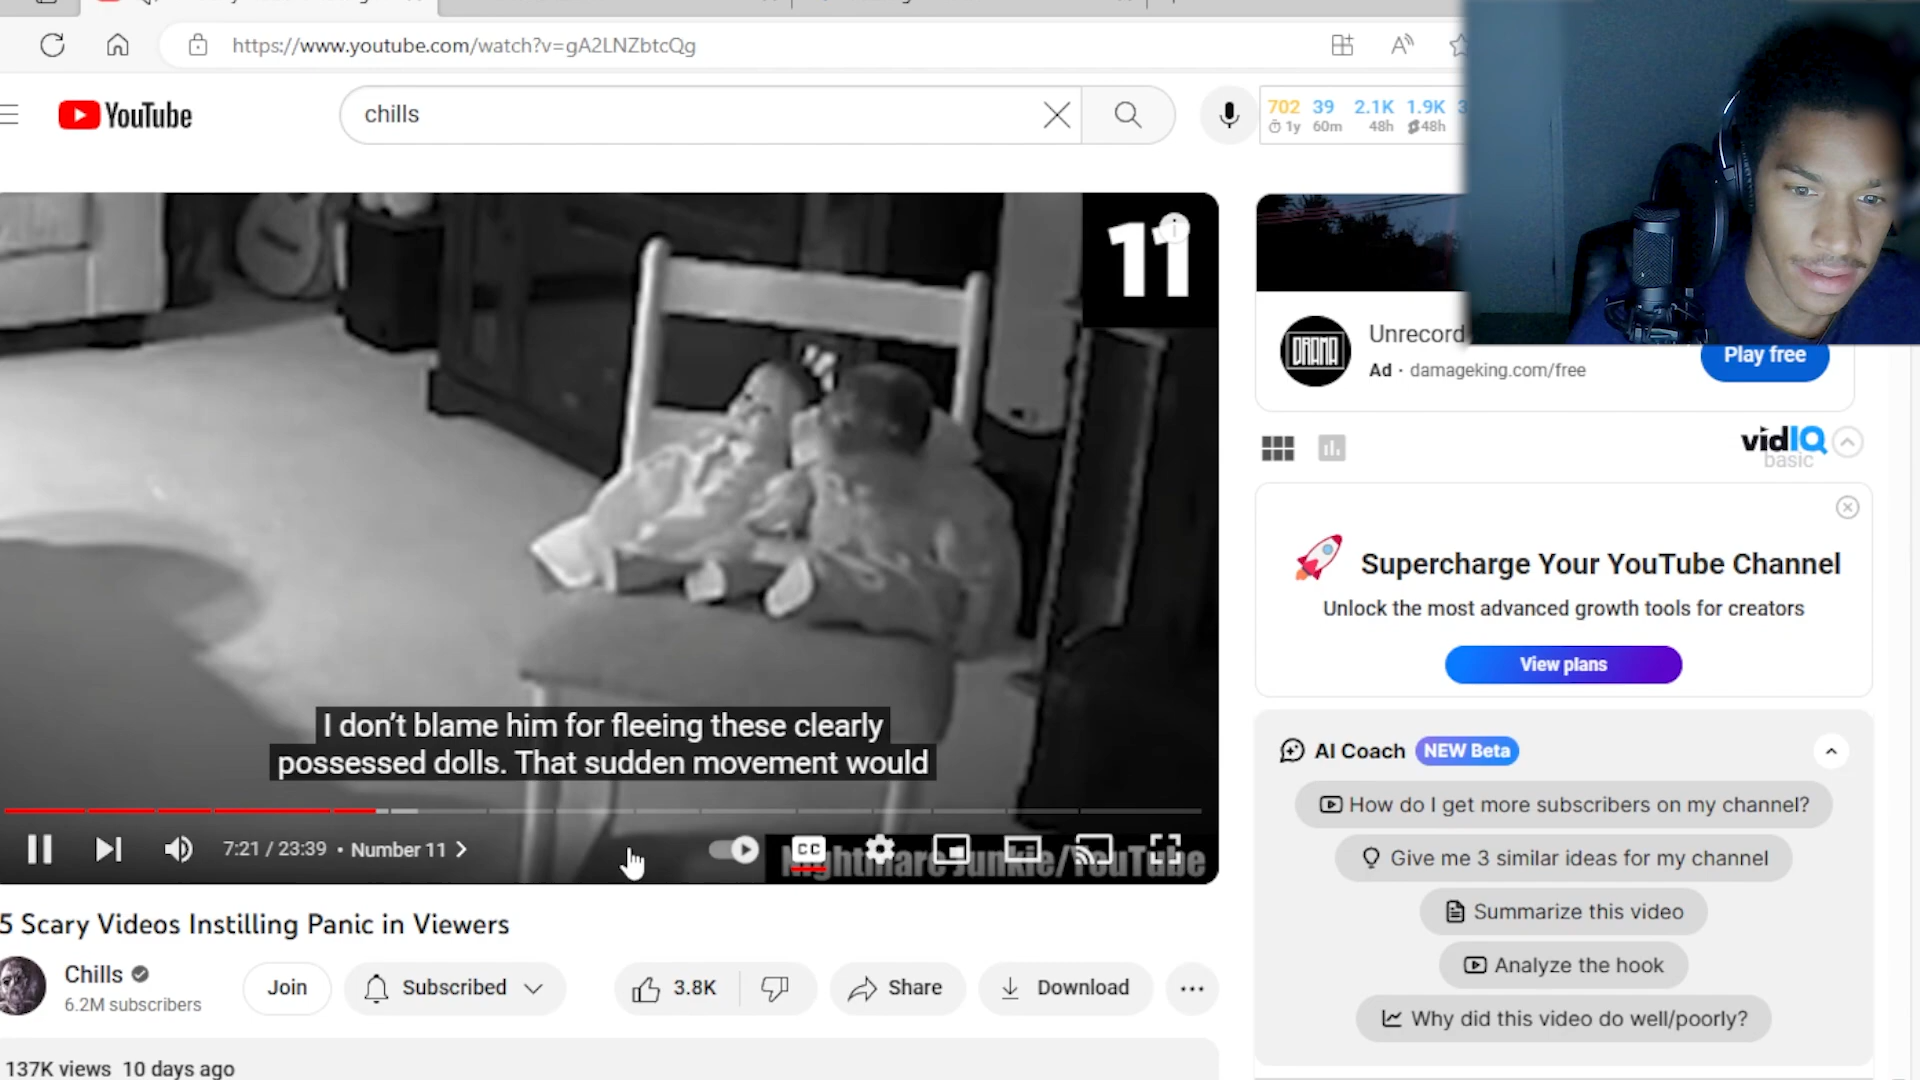 https://www.youtube.com/watch?v=gA2LNZbtcQg
YouTube
chills
702 39 2.1K 1.9K 3
1y 60m 48h 48h
11
DRAMA
Unrecord
Ad · damageking.com/free
Play free
vidIQ
basic
Supercharge Your YouTube Channel
Unlock the most advanced growth tools for creators
View plans
I don't blame him for fleeing these clearly
possessed dolls. That sudden movement would
AI Coach NEW Beta
How do I get more subscribers on my channel?
Give me 3 similar ideas for my channel
Summarize this video
Analyze the hook
Why did this video do well/poorly?
7:21 / 23:39 • Number 11
CC
Nightmare Junkie/YouTube
5 Scary Videos Instilling Panic in Viewers
Chills
6.2M subscribers
Join
Subscribed
3.8K
Share
Download
137K views 10 days ago